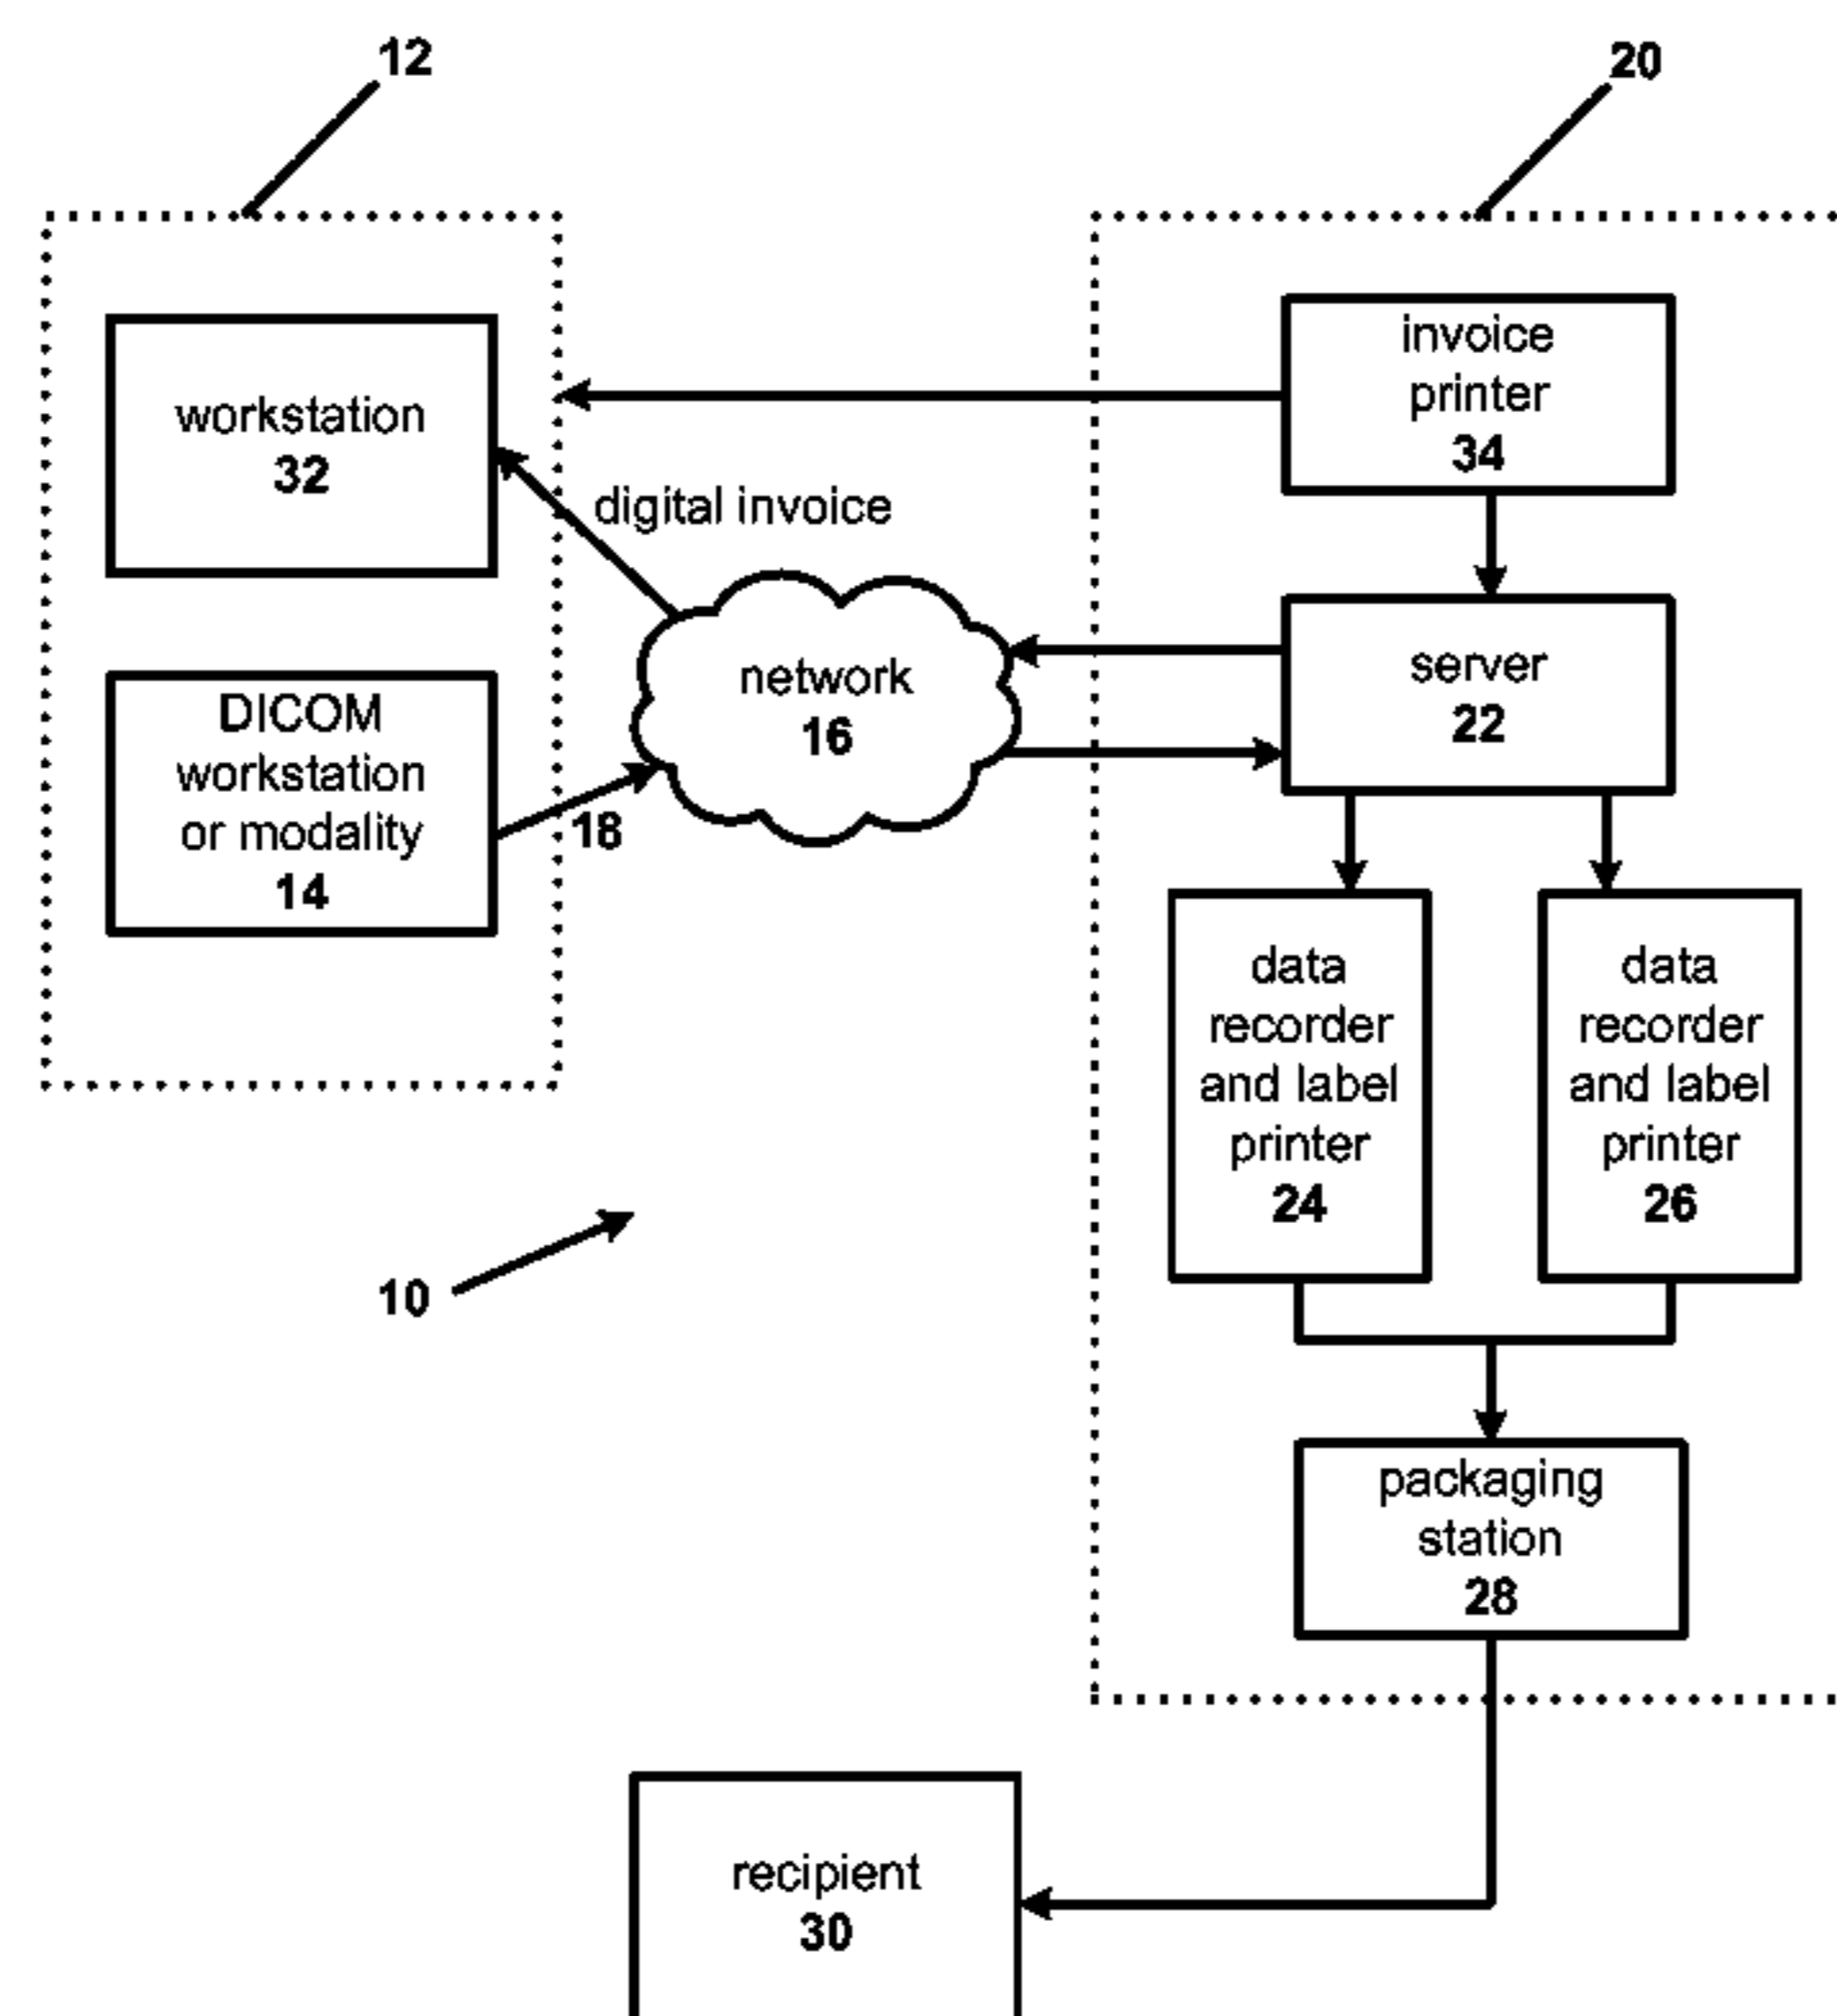 12
20
workstation
32
invoice
printer
34
digital invoice
network
16
server
22
DICOM
workstation
or modality
14
18
data
recorder
and label
printer
24
data
recorder
and label
printer
26
10
packaging
station
28
recipient
30